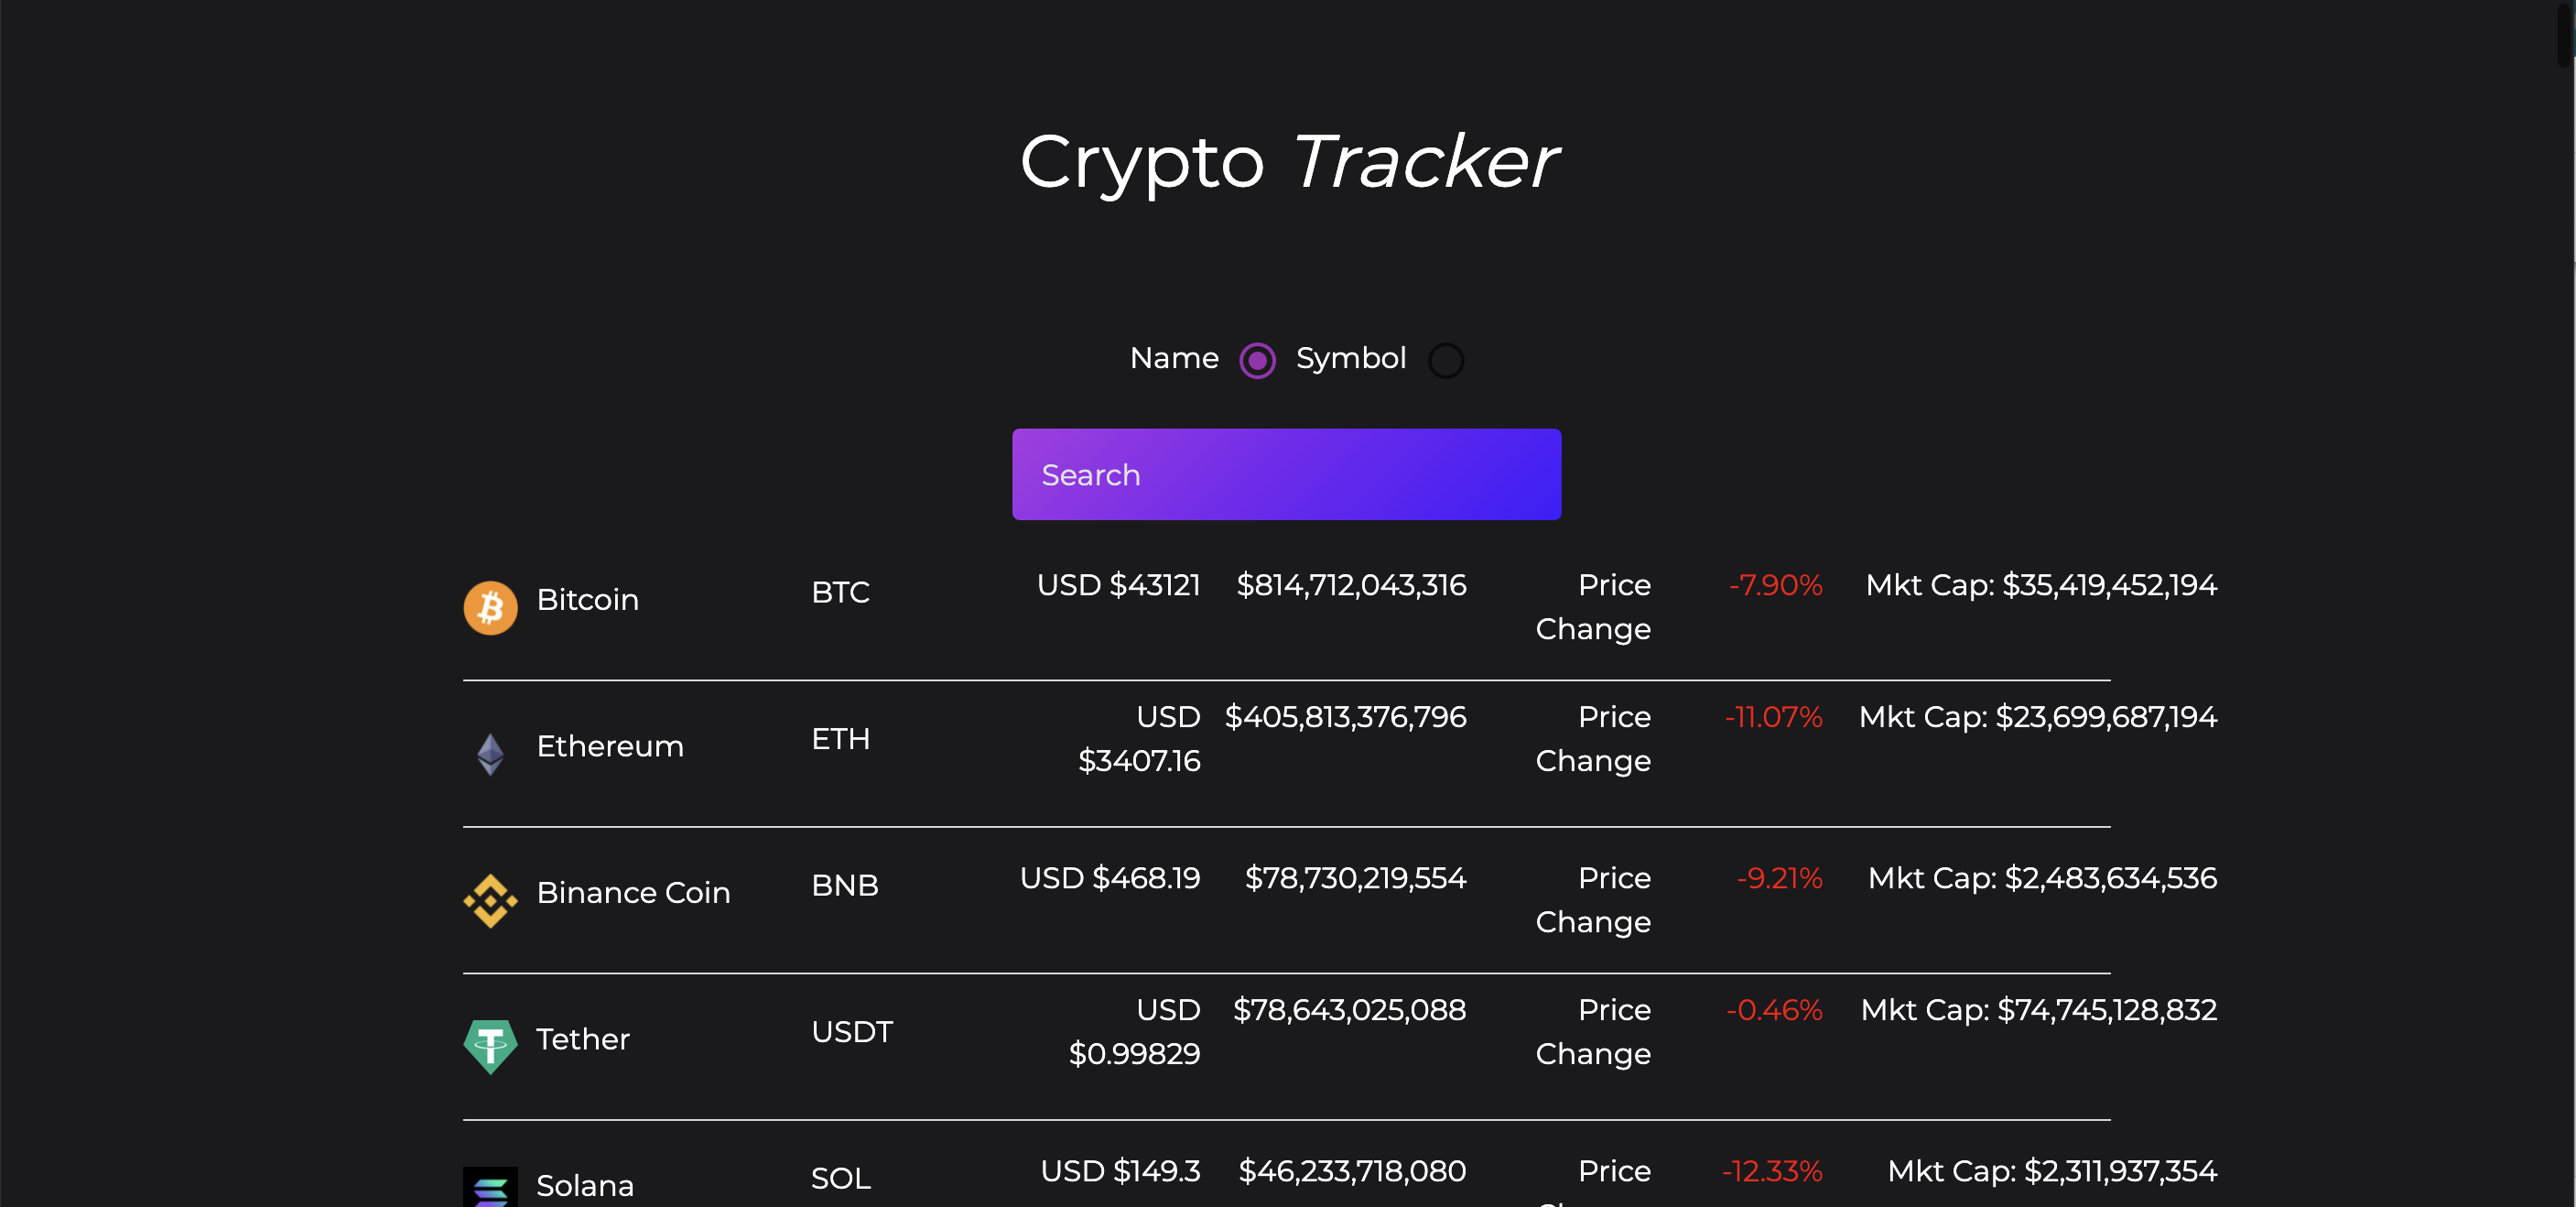 Crypto Tracker
Name Symbol
Search
Bitcoin BTC USD $43121 $814,712,043,316 Price -7.90% Mkt Cap: $35,419,452,194
Change
Ethereum ETH USD $405,813,376,796 Price -11.07% Mkt Cap: $23,699,687,194
$3407.16 Change
Binance Coin BNB USD $468.19 $78,730,219,554 Price -9.21% Mkt Cap: $2,483,634,536
Change
Tether USDT USD $78,643,025,088 Price -0.46% Mkt Cap: $74,745,128,832
$0.99829 Change
Solana SOL USD $149.3 $46,233,718,080 Price -12.33% Mkt Cap: $2,311,937,354